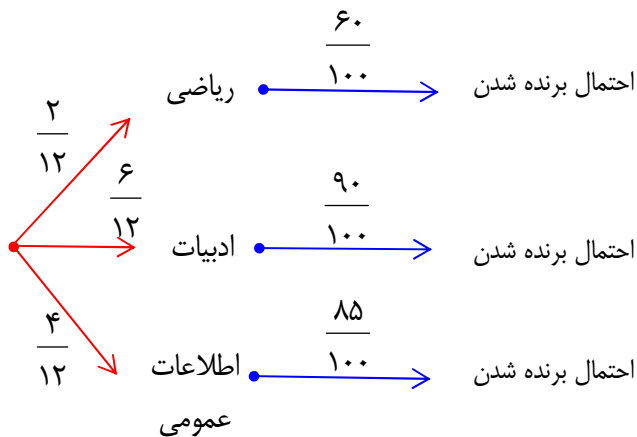 ۶۰
۱۰۰
ریاضی
احتمال برنده شدن
۲
۱۲
۶
۱۲
۹۰
۱۰۰
ادبیات
احتمال برنده شدن
۴
۱۲
۸۵
۱۰۰
اطلاعات
عمومی
احتمال برنده شدن